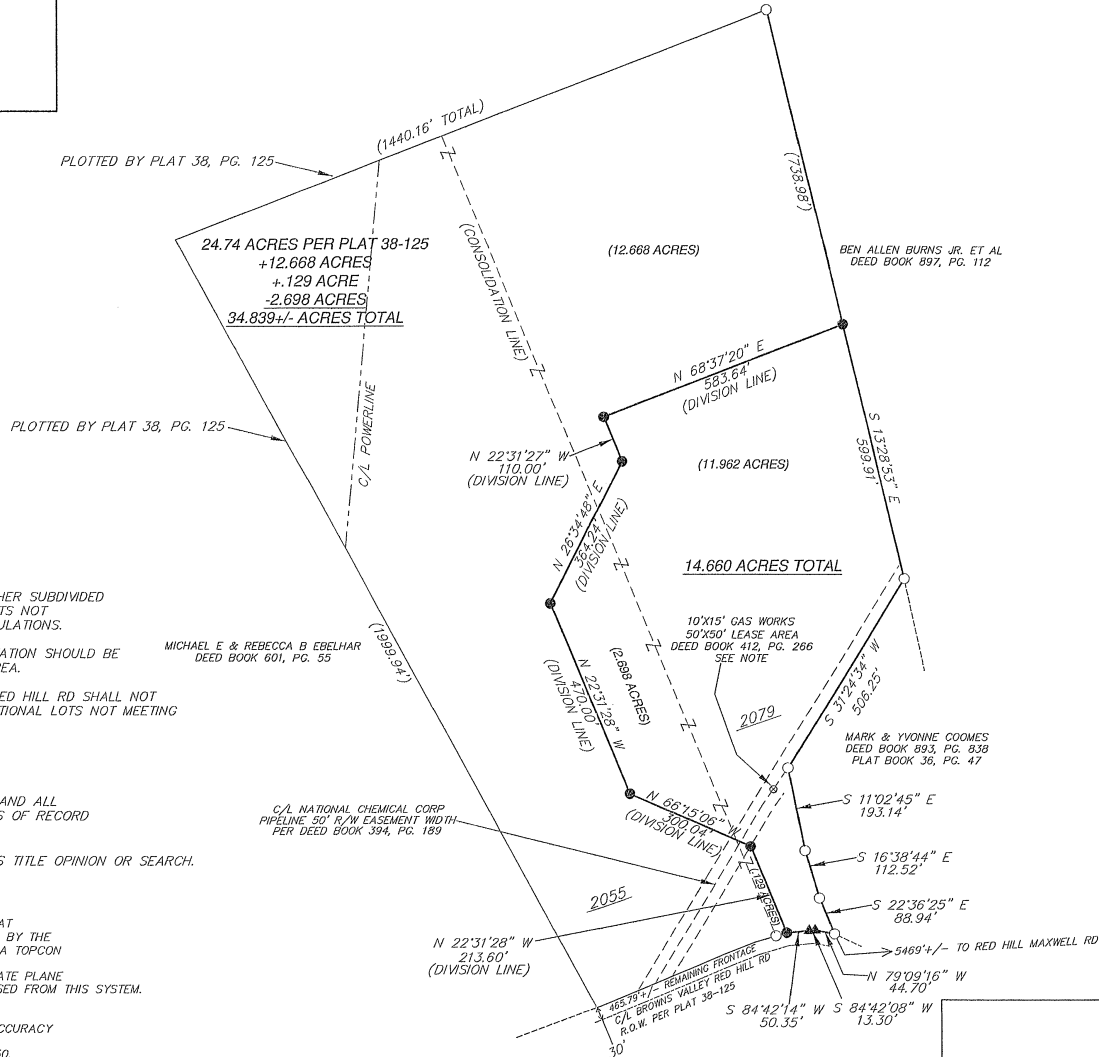 (1440.16' TOTAL)
PLOTTED BY PLAT 38, PG. 125
(738.98')
24.74 ACRES PER PLAT 38-125
+12.668 ACRES
+.129 ACRE
-2.698 ACRES
34.839+/- ACRES TOTAL
(CONSOLIDATION LINE)
(12.668 ACRES)
BEN ALLEN BURNS JR. ET AL
DEED BOOK 897, PG. 112
N 68°37'20" E
583.64'
(DIVISION LINE)
C/L POWERLINE
PLOTTED BY PLAT 38, PG. 125
N 22°31'27" W
110.00'
(DIVISION LINE)
(11.962 ACRES)
S 13°28'53" E
599.91'
N 26°34'48" E
364.24'
(DIVISION LINE)
14.660 ACRES TOTAL
HER SUBDIVIDED
TS NOT
ULATIONS.
ATION SHOULD BE
REA.
ED HILL RD SHALL NOT
TIONAL LOTS NOT MEETING
MICHAEL E & REBECCA B EBELHAR
DEED BOOK 601, PG. 55
(1999.94')
10'X15' GAS WORKS
50'X50' LEASE AREA
DEED BOOK 412, PG. 266
SEE NOTE
N 22°31'28" W
470.00'
(DIVISION LINE)
(2.698 ACRES)
2079
S 31°24'34" W
506.25'
MARK & YVONNE COOMES
DEED BOOK 893, PG. 838
PLAT BOOK 36, PG. 47
AND ALL
S OF RECORD
C/L NATIONAL CHEMICAL CORP
PIPELINE 50' R/W EASEMENT WIDTH
PER DEED BOOK 394, PG. 189
N 66°15'06" W
300.04'
(DIVISION LINE)
S 11°02'45" E
193.14'
S 16°38'44" E
112.52'
S TITLE OPINION OR SEARCH.
2055
(.129 ACRES)
S 22°36'25" E
88.94'
AT
BY THE
A TOPCON
ATE PLANE
SED FROM THIS SYSTEM.
N 22°31'28" W
213.60'
(DIVISION LINE)
5469'+/- TO RED HILL MAXWELL RD
N 79°09'16" W
44.70'
465.79'+/- REMAINING FRONTAGE
C/L BROWNS VALLEY RED HILL RD
R.O.W. PER PLAT 38-125
S 84°42'14" W
50.35'
S 84°42'08" W
13.30'
CCURACY
30'